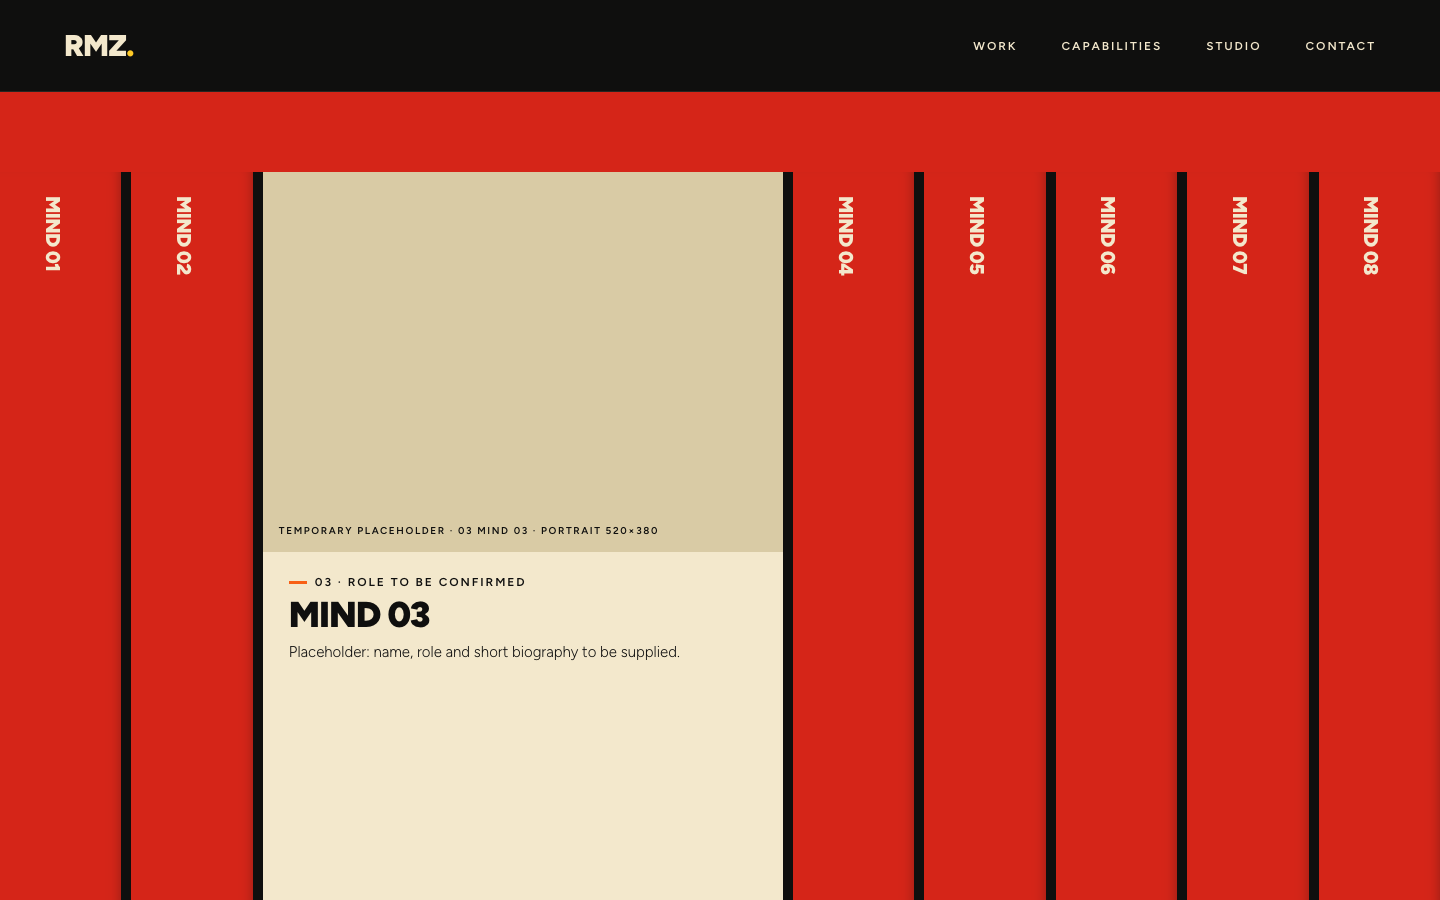 RMZ.
WORK
CAPABILITIES
STUDIO
CONTACT
MIND 01
MIND 02
TEMPORARY PLACEHOLDER · 03 MIND 03 · PORTRAIT 520×380
03 · ROLE TO BE CONFIRMED
MIND 03
Placeholder: name, role and short biography to be supplied.
MIND 04
MIND 05
MIND 06
MIND 07
MIND 08